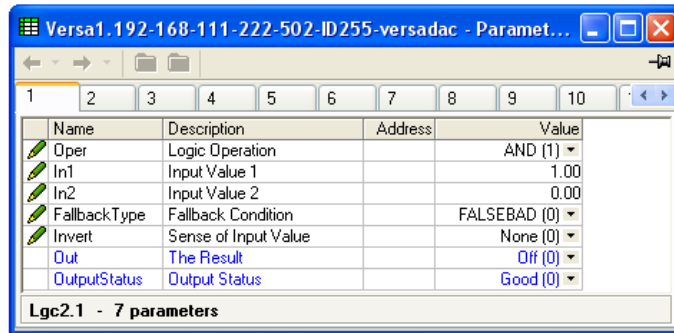 Versa1.192-168-111-222-502-ID255-versadac - Paramet...
1 2 3 4 5 6 7 8 9 10
Name Description Address Value
Oper Logic Operation AND (1)
In1 Input Value 1 1.00
In2 Input Value 2 0.00
FallbackType Fallback Condition FALSEBAD (0)
Invert Sense of Input Value None (0)
Out The Result Off (0)
OutputStatus Output Status Good (0)
Lgc2.1 - 7 parameters